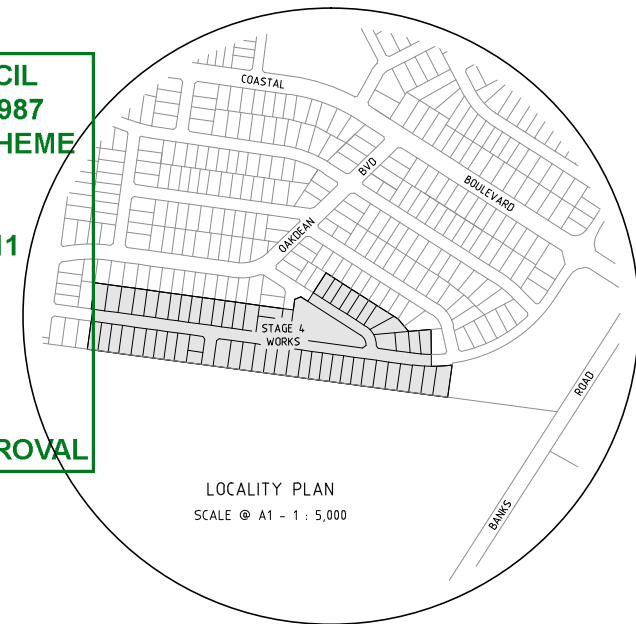 CIL
987
HEME
11
ROVAL
COASTAL
BVD
BOULEVARD
OAKDEAN
STAGE 4
WORKS
ROAD
BANKS
LOCALITY PLAN
SCALE @ A1 - 1 : 5,000